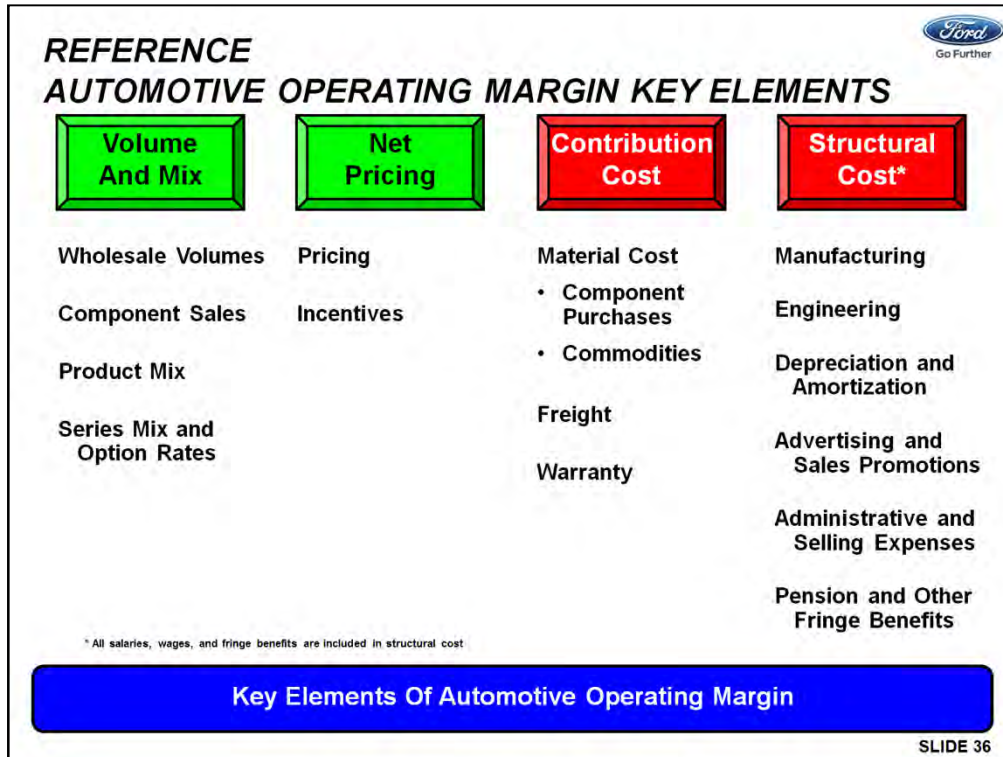 Ford
Go Further
REFERENCE
AUTOMOTIVE OPERATING MARGIN KEY ELEMENTS
Volume
And Mix
Wholesale Volumes
Component Sales
Product Mix
Series Mix and
Option Rates
Net
Pricing
Pricing
Incentives
Contribution
Cost
Material Cost
• Component
Purchases
• Commodities
Freight
Warranty
Structural
Cost*
Manufacturing
Engineering
Depreciation and
Amortization
Advertising and
Sales Promotions
Administrative and
Selling Expenses
Pension and Other
Fringe Benefits
* All salaries, wages, and fringe benefits are included in structural cost
Key Elements Of Automotive Operating Margin
SLIDE 36